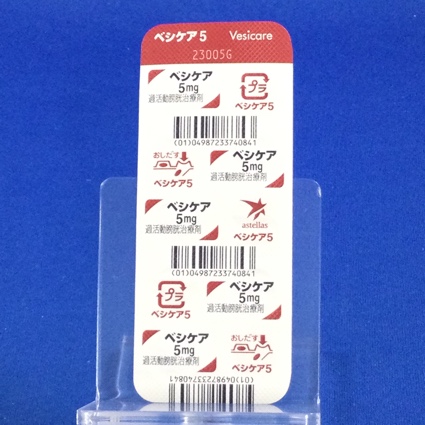 ベシケア5 Vesicare
23005G
ベシケア
5mg
過活動膀胱治療剤
プラ
ベシケア5
(01)04987233740841
おしだす
ベシケア5
ベシケア
5mg
過活動膀胱治療剤
ベシケア
5mg
過活動膀胱治療剤
astellas
ベシケア5
(01)04987233740841
プラ
ベシケア5
ベシケア
5mg
過活動膀胱治療剤
ベシケア
5mg
過活動膀胱治療剤
おしだす
ベシケア5
(01)04987233740841